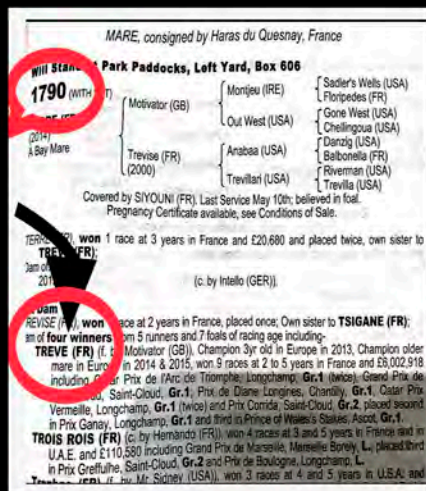 MARE, consigned by Haras du Quesnay, France
Will Stand Park Paddocks, Left Yard, Box 606
1790 (WITH
Motivator (GB)
Montjeu (IRE)
Sadler's Wells (USA)
Floripedes (FR)
Out West (USA)
Gone West (USA)
Chellingoua (USA)
(2014)
A Bay Mare
Trevise (FR)
(2000)
Anabaa (USA)
Danzig (USA)
Balbonella (FR)
Trevillari (USA)
Riverman (USA)
Trevilla (USA)
Covered by SIYOUNI (FR). Last Service May 10th; believed in foal.
Pregnancy Certificate available, see Conditions of Sale.
won 1 race at 3 years in France and £20,680 and placed twice, own sister to
TREVE (FR);
(c. by Intello (GER)).
Dam
won race at 2 years in France, placed once; Own sister to TSIGANE (FR);
four winners from 5 runners and 7 foals of racing age including-
TREVE (FR) (f. by Motivator (GB)), Champion 3yr old in Europe in 2013, Champion older
mare in Europe in 2014 & 2015, won 9 races at 2 to 5 years in France and £6,002,918
including Qatar Prix de l'Arc de Triomphe, Longchamp, Gr.1 (twice), Grand Prix de
Saint-Cloud, Gr.1, Prix de Diane Longines, Chantilly, Gr.1, Qatar Prix
Vermeille, Longchamp, Gr.1 (twice) and Prix Corrida, Saint-Cloud, Gr.2, placed second
in Prix Ganay, Longchamp, Gr.1 and third in Prince of Wales's Stakes, Ascot, Gr.1.
TROIS ROIS (FR) (c. by Hernando (FR)), won 4 races at 3 and 5 years in France and in
U.A.E. and £110,580 including Grand Prix de Marseille, Marseille Borely, L., placed third
in Prix Greffulhe, Saint-Cloud, Gr.2 and Prix de Boulogne, Longchamp, L.
(FR) (f. by Mr Sidney (USA)), won 3 races at 4 and 5 years in U.S.A. and